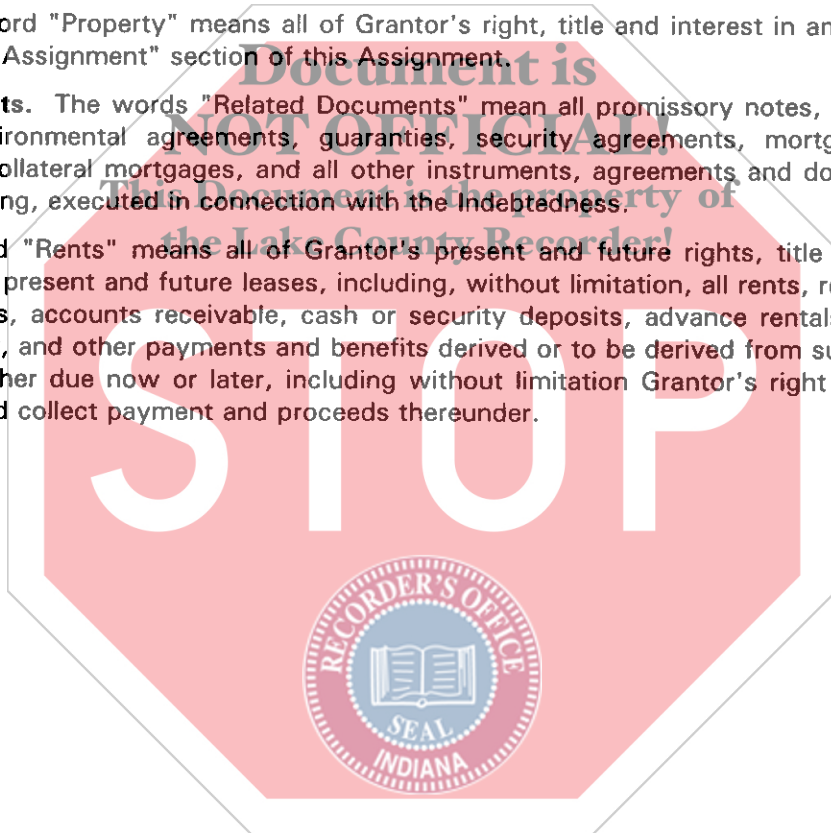 ord "Property" means all of Grantor's right, title and interest in an
Assignment" section of this Assignment.
Document is
ts. The words "Related Documents" mean all promissory notes,
ironmental agreements, guaranties, security agreements, mortg
NOT OFFICIAL!
ollateral mortgages, and all other instruments, agreements and do
This Document is the property of
ng, executed in connection with the Indebtedness.
the Lake County Recorder!
d "Rents" means all of Grantor's present and future rights, title
present and future leases, including, without limitation, all rents, r
s, accounts receivable, cash or security deposits, advance rentals
, and other payments and benefits derived or to be derived from su
her due now or later, including without limitation Grantor's right
d collect payment and proceeds thereunder.
STOP
RECORDER'S OFFICE
SEAL
INDIANA